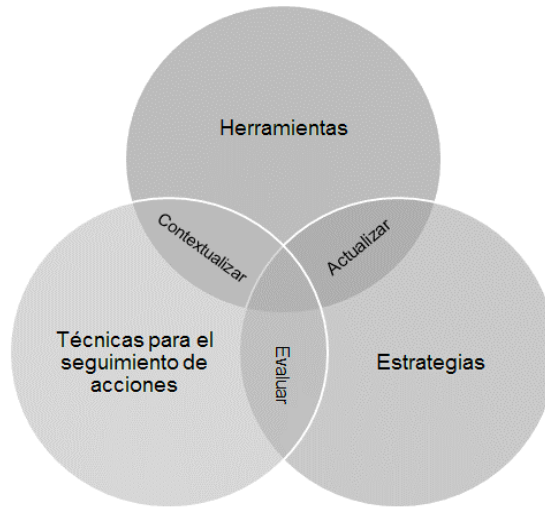 Herramientas
Contextualizar
Actualizar
Técnicas para el
seguimiento de
acciones
Evaluar
Estrategias